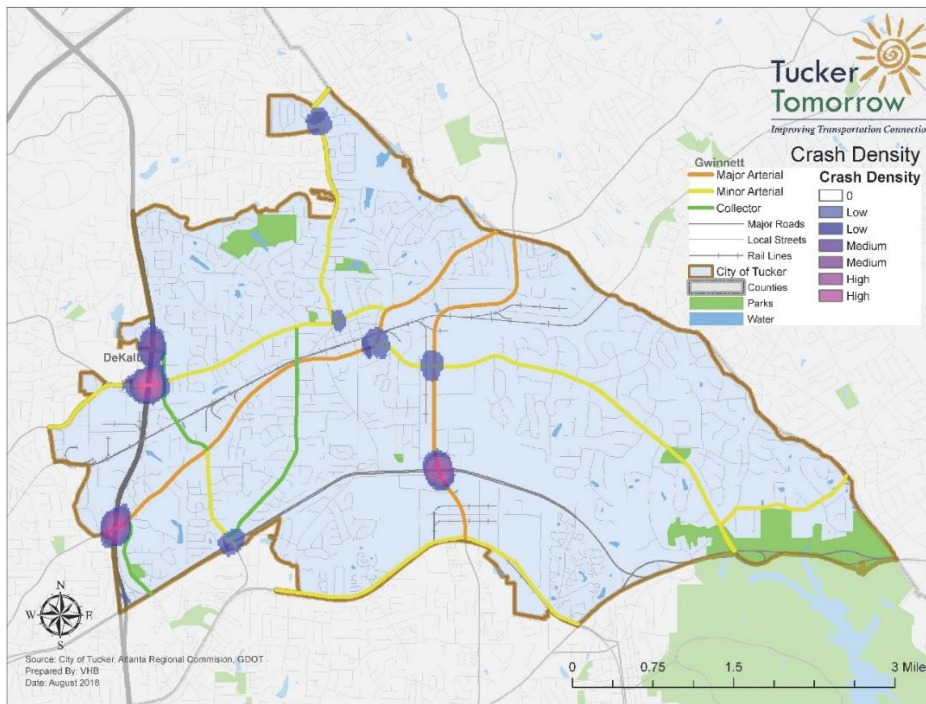 Tucker
Tomorrow
Improving Transportation Connection
Crash Density
Gwinnett
Major Arterial
Minor Arterial
Collector
Major Roads
Local Streets
Rail Lines
City of Tucker
Counties
Parks
Water
Crash Density
0
Low
Low
Medium
Medium
High
High
DeKalb
N
W E
S
Source: City of Tucker, Atlanta Regional Commision, GDOT
Prepared By: VHB
Date: August 2018
0 0.75 1.5 3 Mile